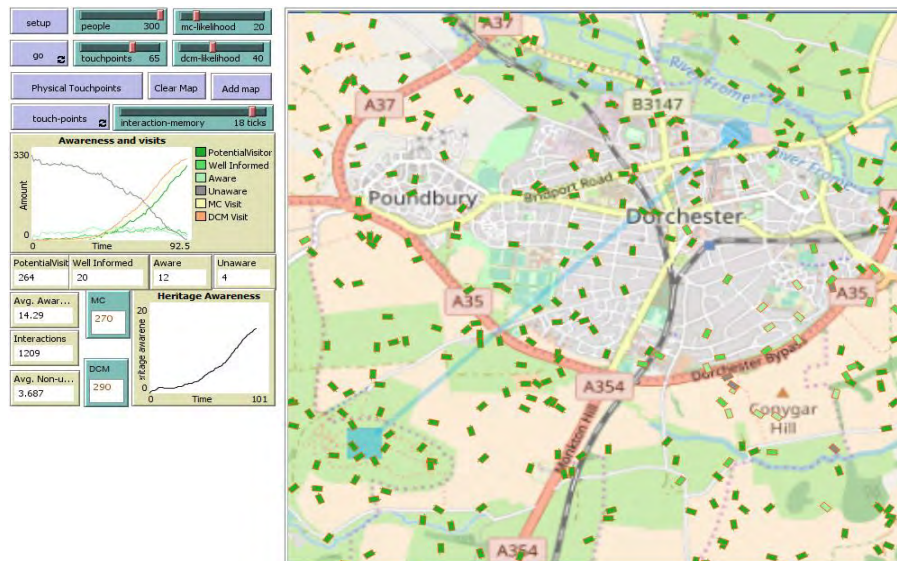 setup
people 300
mc-likelihood 20
go
touchpoints 65
dcm-likelihood 40
Physical Touchpoints
Clear Map
Add map
touch-points
interaction-memory 18 ticks
Awareness and visits
330
Amount
0
0
Time
92.5
PotentialVisitor
Well Informed
Aware
Unaware
MC Visit
DCM Visit
PotentialVisit
264
Well Informed
20
Aware
12
Unaware
4
Avg. Awar...
14.29
MC
270
Interactions
1209
DCM
290
Avg. Non-u...
3.687
Heritage Awareness
20
eritage awarene
0
0
Time
101
A37
A37
B3147
River Frome
River Frome
Bridport Road
Poundbury
Dorchester
A35
A35
Dorchester Bypass
A354
Conygar
Hill
Monkton Hill
A354